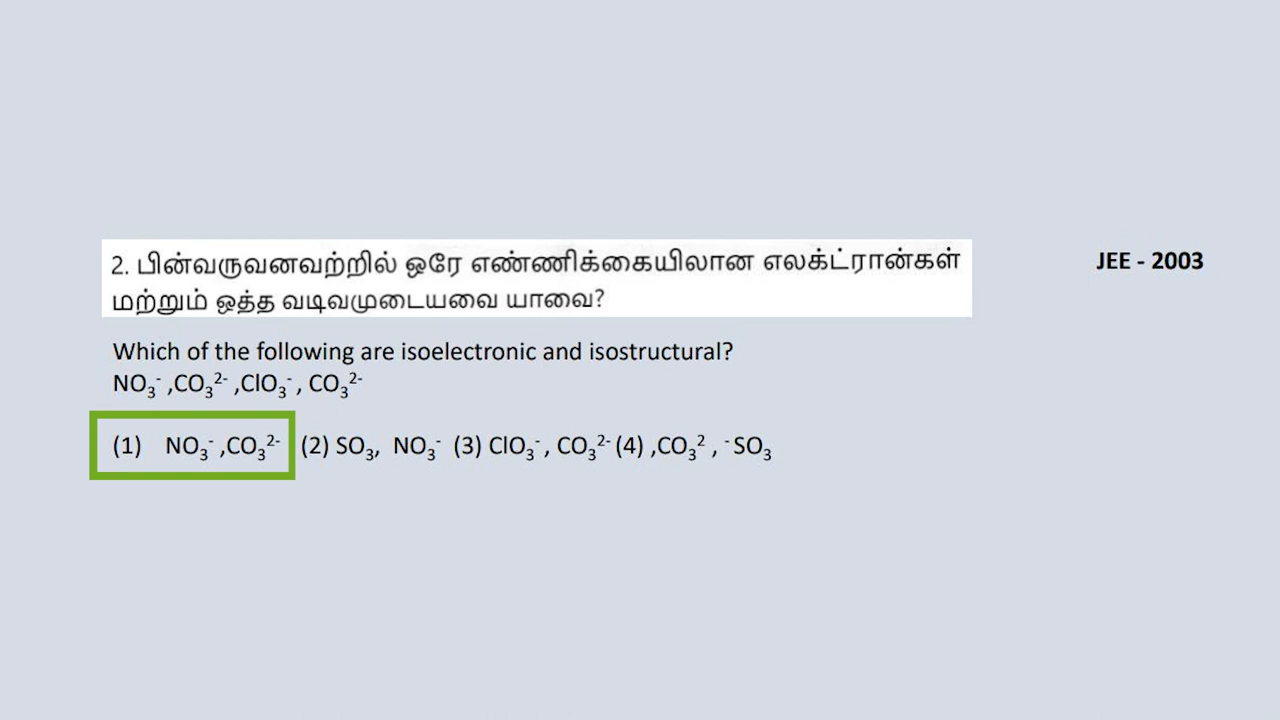 2. பின்வருவனவற்றில் ஒரே எண்ணிக்கையிலான எலக்ட்ரான்கள்
மற்றும் ஒத்த வடிவமுடையவை யாவை?
JEE - 2003
Which of the following are isoelectronic and isostructural?
NO₃⁻ ,CO₃²⁻ ,ClO₃⁻ , CO₃²⁻
(1) NO₃⁻ ,CO₃²⁻ (2) SO₃, NO₃⁻ (3) ClO₃⁻ , CO₃²⁻ (4) ,CO₃² , ⁻ SO₃